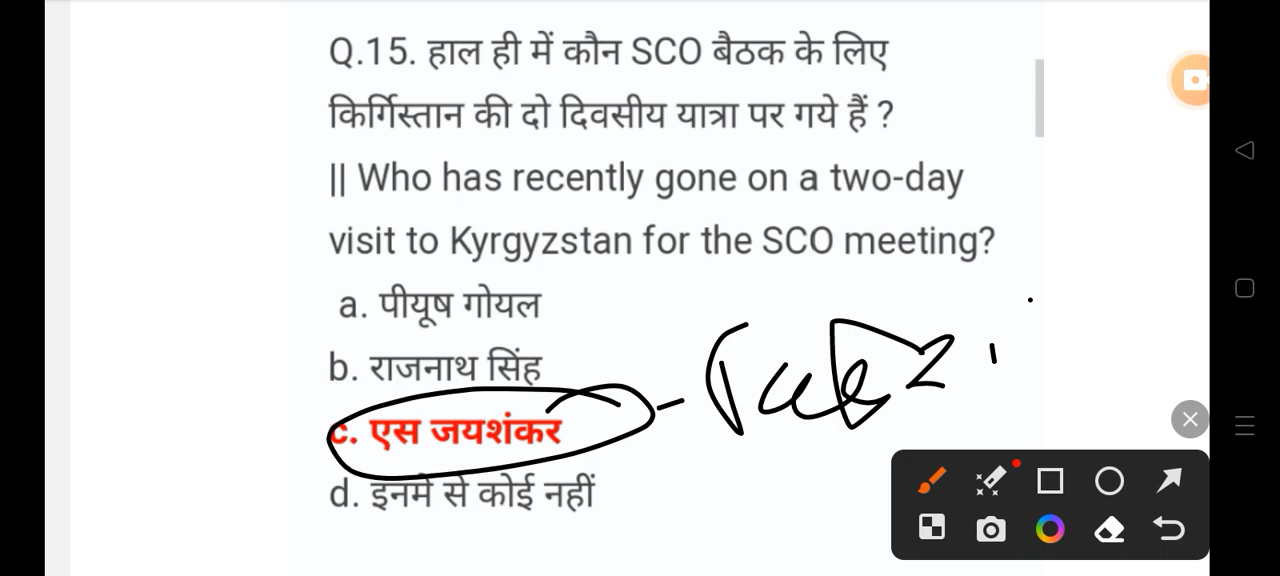 Q.15. हाल ही में कौन SCO बैठक के लिए
किर्गिस्तान की दो दिवसीय यात्रा पर गये हैं ?
|| Who has recently gone on a two-day
visit to Kyrgyzstan for the SCO meeting?
a. पीयूष गोयल
b. राजनाथ सिंह
c. एस जयशंकर
d. इनमें से कोई नहीं